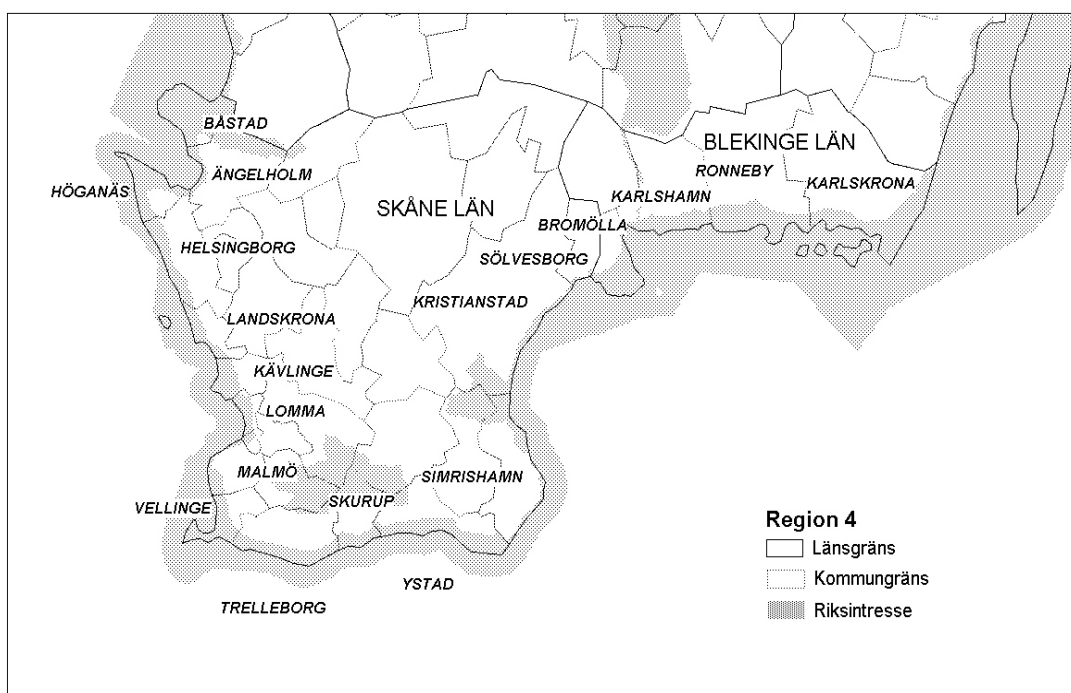 BÅSTAD
BLEKINGE LÄN
RONNEBY
ÄNGELHOLM
KARLSKRONA
HÖGANÄS
KARLSHAMN
SKÅNE LÄN
BROMÖLLA
HELSINGBORG
SÖLVESBORG
KRISTIANSTAD
LANDSKRONA
KÄVLINGE
LOMMA
MALMÖ
SIMRISHAMN
SKURUP
VELLINGE
YSTAD
TRELLEBORG
Region 4
Länsgräns
Kommungräns
Riksintresse